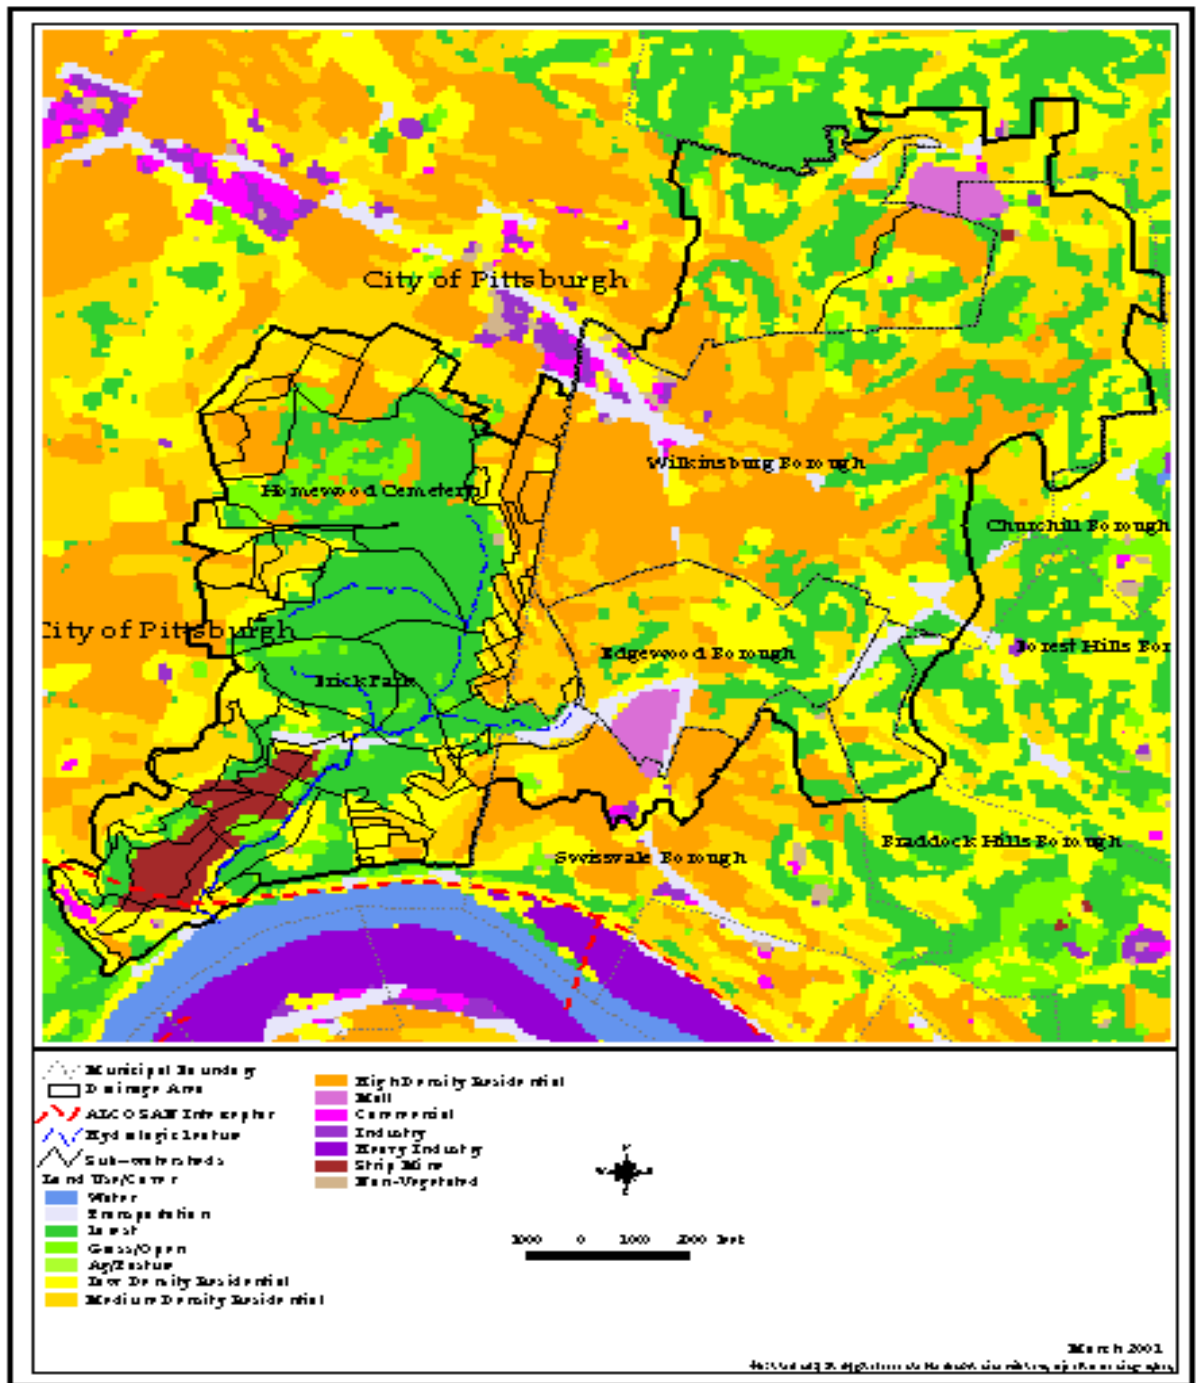 City of Pittsburgh
Wilkinsburg Borough
Homewood Cemetery
Churchill Borough
City of Pittsburgh
Edgewood Borough
Forest Hills Bor
Frick Park
Braddock Hills Borough
Swissvale Borough
Municipal Boundary
Drainage Area
ALCOSAN Interceptor
Hydrologic Feature
Sub-watersheds
Land Use/Cover
Water
Transportation
Forest
Grass/Open
Ag/Pasture
Low Density Residential
Medium Density Residential
High Density Residential
Mall
Commercial
Industry
Heavy Industry
Strip Mine
Non-Vegetated
1000 0 1000 2000 Feet
March 2002